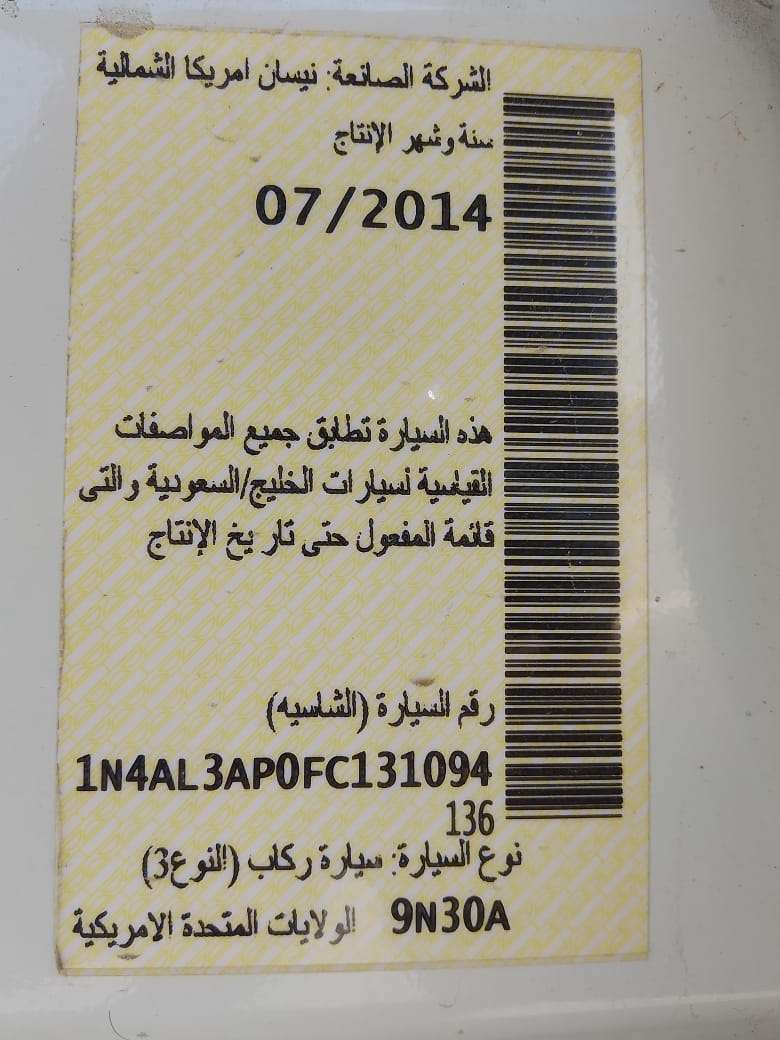 الشركة الصانعة: نيسان امريكا الشمالية
سنة وشهر الإنتاج
07/2014
هذه السيارة تطابق جميع المواصفات
القياسية لسيارات الخليج/السعودية والتى
قائمة المفعول حتى تاريخ الإنتاج
رقم السيارة (الشاسيه)
1N4AL3AP0FC131094
136
نوع السيارة: سيارة ركاب (النوع3)
9N30A الولايات المتحدة الامريكية